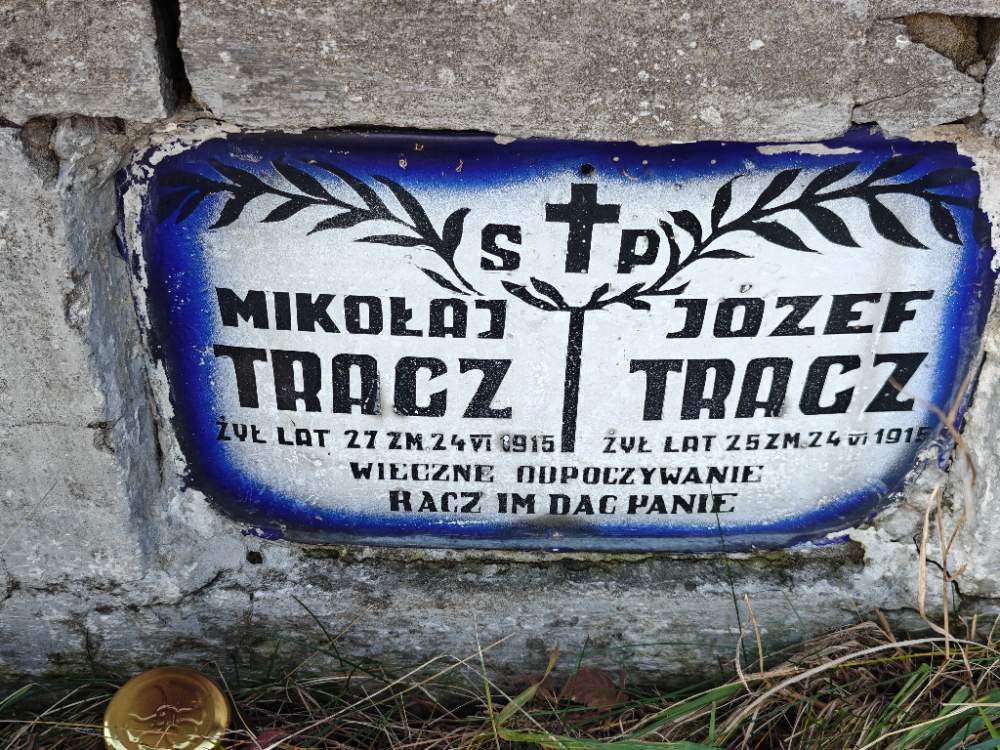 S P
MIKOŁAJ
TRACZ
ŻYŁ LAT 27 ZM. 24 VI 1915
JÓZEF
TRACZ
ŻYŁ LAT 25 ZM. 24 VI 1915
WIECZNE ODPOCZYWANIE
RACZ IM DAC PANIE